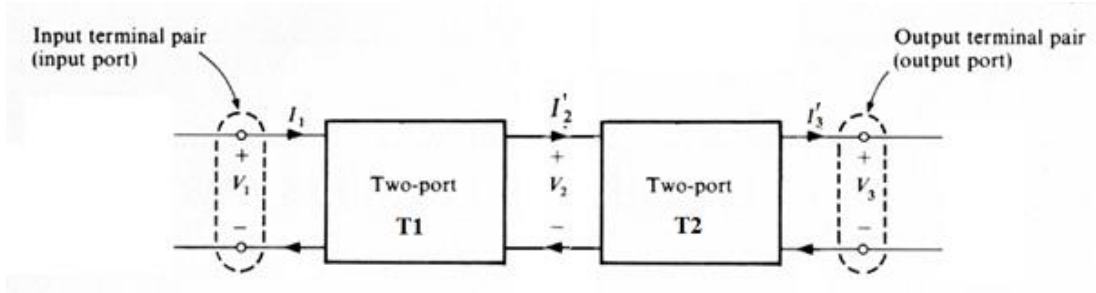 Input terminal pair
(input port)
Output terminal pair
(output port)
I₁
I'₂
I'₃
+
V₁
−
Two-port
T1
+
V₂
−
Two-port
T2
+
V₃
−